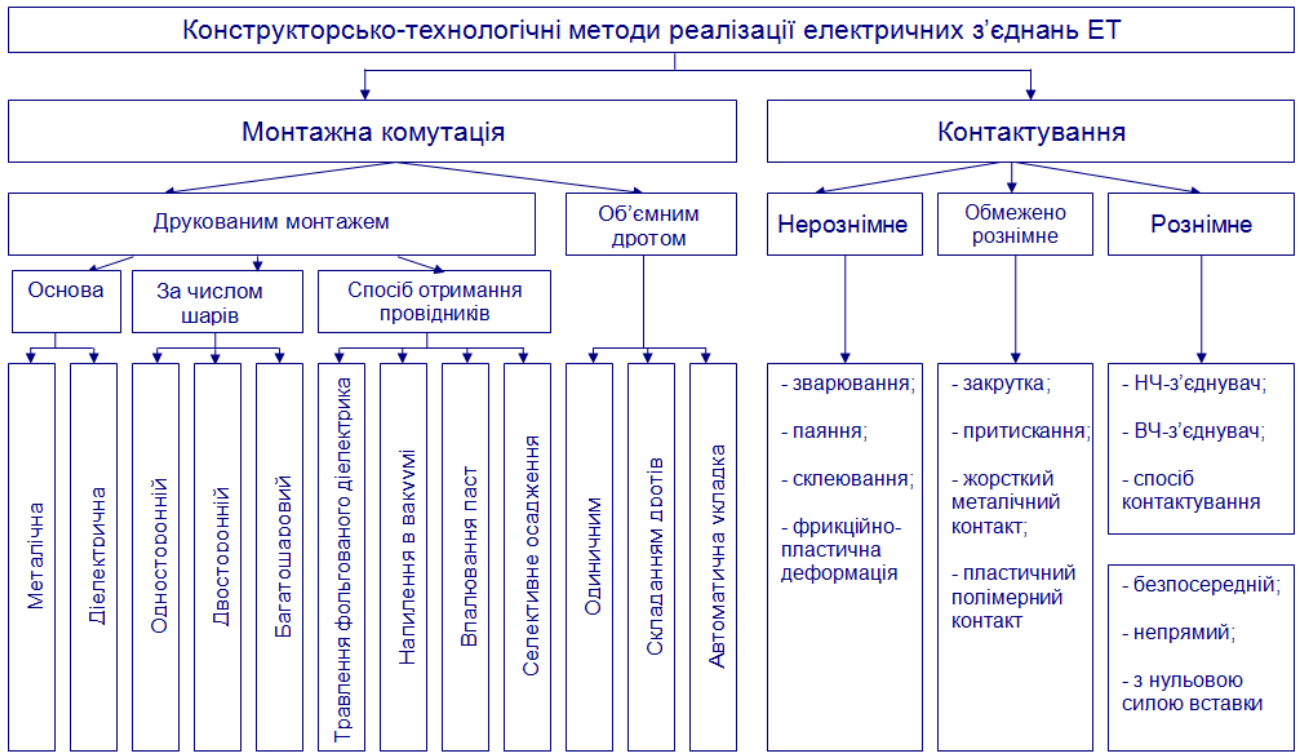 Конструкторсько-технологічні методи реалізації електричних з’єднань ЕТ
Монтажна комутація
Контактування
Друкованим монтажем
Об’ємним
дротом
Нерознімне
Обмежено
рознімне
Рознімне
Основа
За числом
шарів
Спосіб отримання
провідників
Металічна
Діелектрична
Односторонній
Двосторонній
Багатошаровий
Травлення фольгованого діелектрика
Напилення в вакуумі
Впалювання паст
Селективне осадження
Одиничним
Складанням дротів
Автоматична укладка
- зварювання;
- паяння;
- склеювання;
- фрикційно-
пластична
деформація
- закрутка;
- притискання;
- жорсткий
металічний
контакт;
- пластичний
полімерний
контакт
- НЧ-з’єднувач;
- ВЧ-з’єднувач;
- спосіб
контактування
- безпосередній;
- непрямий;
- з нульовою
силою вставки